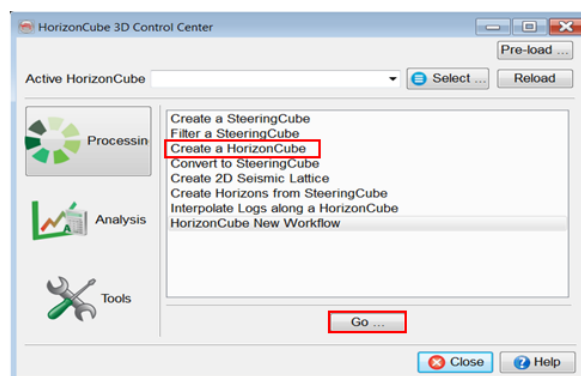 HorizonCube 3D Control Center
Pre-load ...
Active HorizonCube
Select ...
Reload
Processin
Analysis
Tools
Create a SteeringCube
Filter a SteeringCube
Create a HorizonCube
Convert to SteeringCube
Create 2D Seismic Lattice
Create Horizons from SteeringCube
Interpolate Logs along a HorizonCube
HorizonCube New Workflow
Go ...
Close
Help